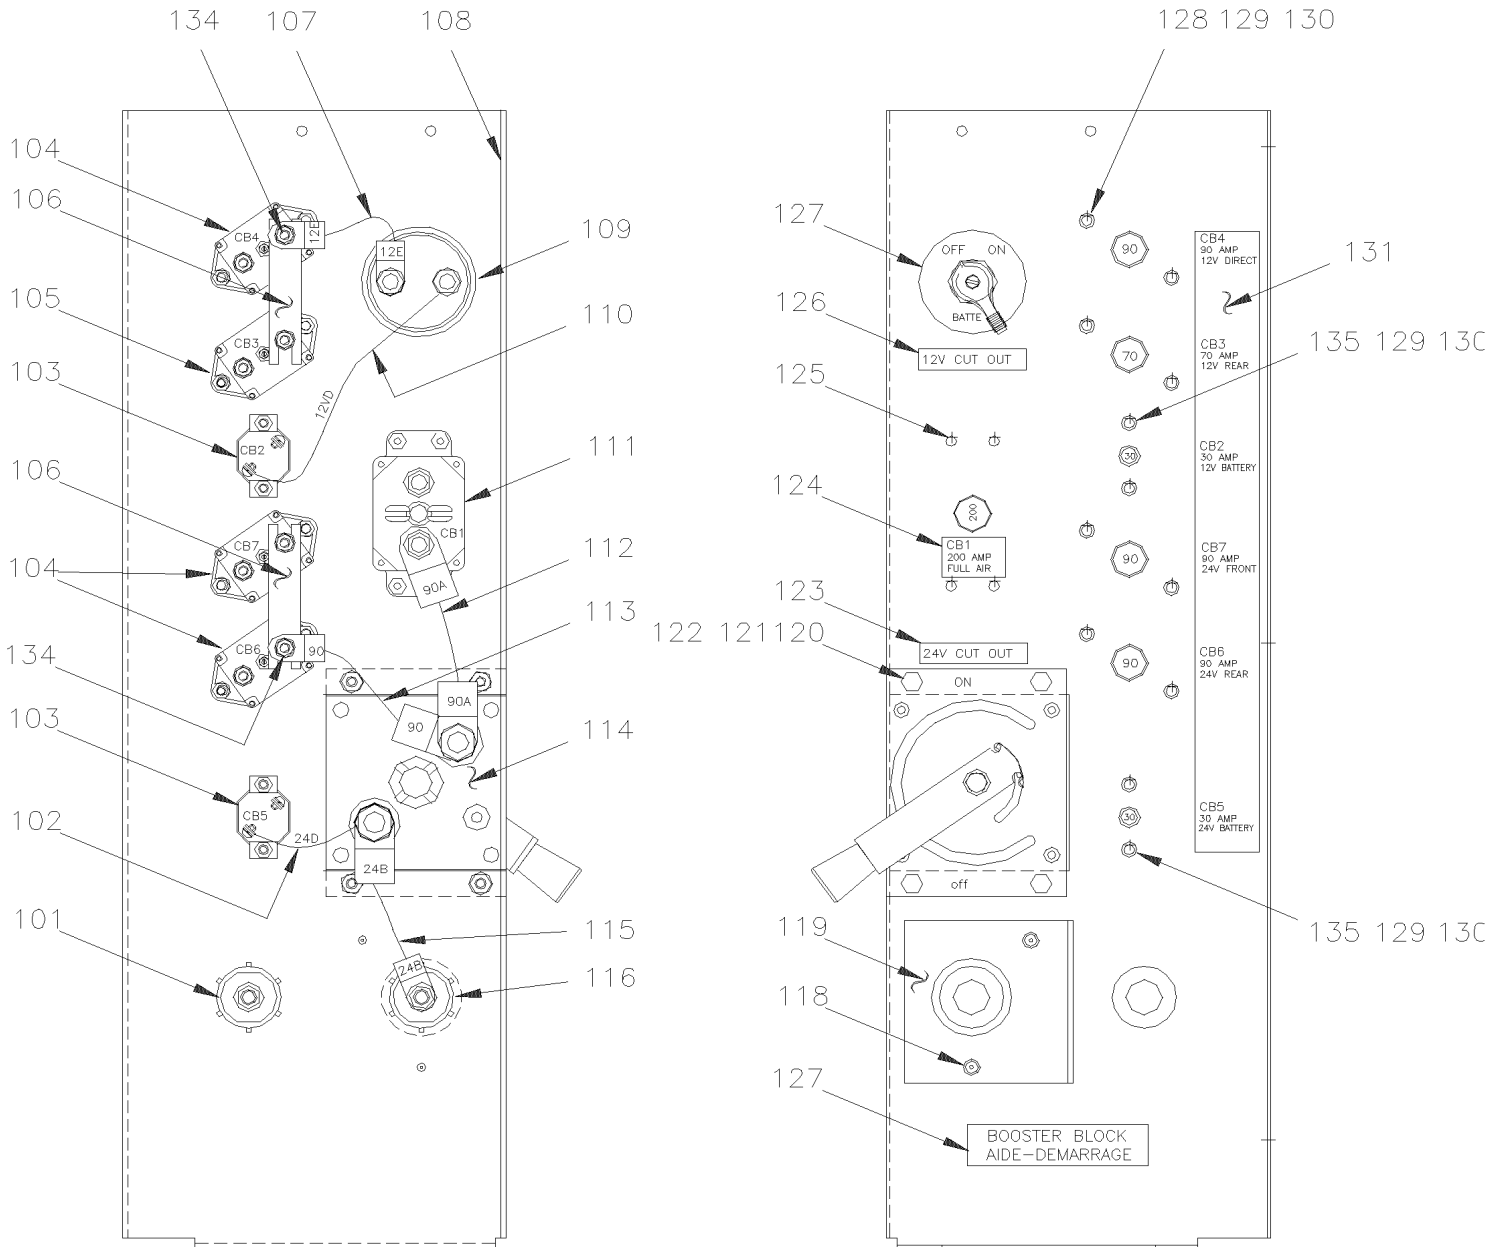 134 107 108
128 129 130
104
106
105
103
106
104
134
103
102
101
CB4
12E
12E
CB3
12VD
CB2
CB7
CB6
90
CB1
90A
90A
90
CB5
24D
24B
24B
109
110
111
112
113
114
115
116
127
126
125
124
123
122 121 120
119
118
127
OFF ON
BATTE
12V CUT OUT
200
CB1
200 AMP
FULL AIR
24V CUT OUT
ON
off
BOOSTER BLOCK
AIDE-DEMARRAGE
90
70
30
90
90
30
CB4
90 AMP
12V DIRECT
CB3
70 AMP
12V REAR
CB2
30 AMP
12V BATTERY
CB7
90 AMP
24V FRONT
CB6
90 AMP
24V REAR
CB5
30 AMP
24V BATTERY
131
135 129 130
135 129 130